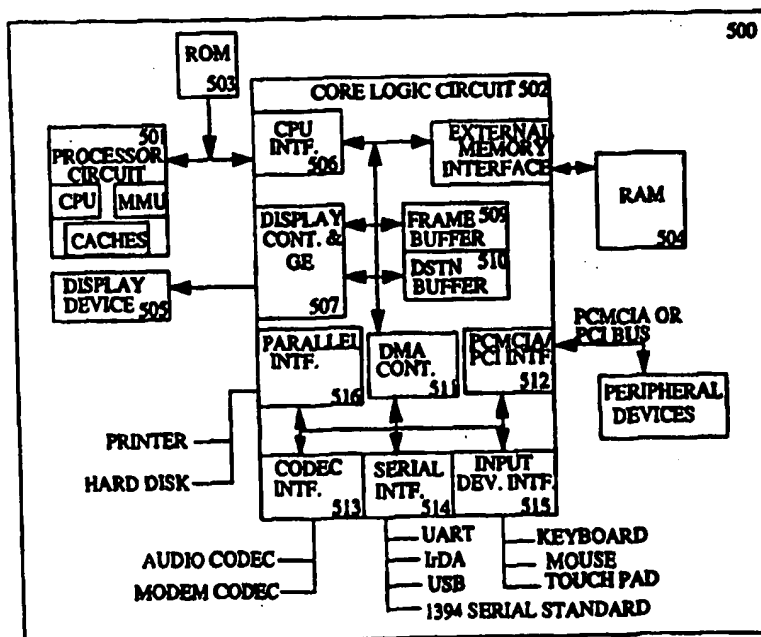 500
ROM
503
CORE LOGIC CIRCUIT 502
501
PROCESSOR
CIRCUIT
CPU
MMU
CACHES
CPU
INTF.
506
EXTERNAL
MEMORY
INTERFACE
RAM
504
DISPLAY
CONT. &
GE
507
FRAME 509
BUFFER
DSTN 510
BUFFER
DISPLAY
DEVICE 505
PARALLEL
INTF.
516
DMA
CONT.
511
PCMCIA/
PCI INTF.
512
PCMCIA OR
PCI BUS
PERIPHERAL
DEVICES
PRINTER
HARD DISK
CODEC
INTF.
513
SERIAL
INTF.
514
INPUT
DEV. INTF.
515
AUDIO CODEC
MODEM CODEC
UART
IrDA
USB
1394 SERIAL STANDARD
KEYBOARD
MOUSE
TOUCH PAD